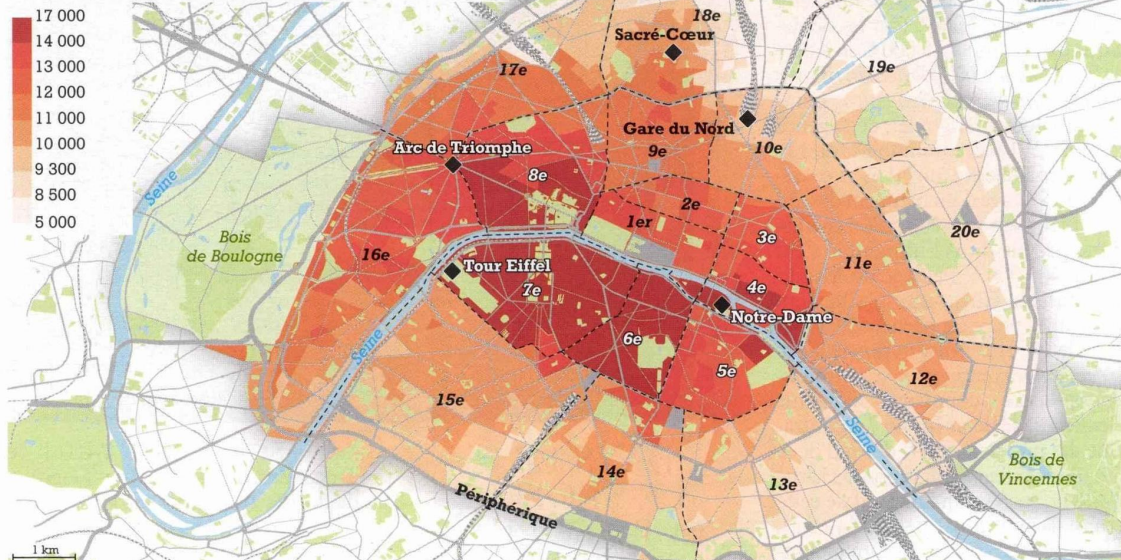 17 000
14 000
13 000
12 000
11 000
10 000
9 300
8 500
5 000
18e
Sacré-Cœur
17e
19e
Gare du Nord
9e
10e
Arc de Triomphe
8e
2e
1er
3e
20e
Seine
Bois
de Boulogne
16e
11e
Tour Eiffel
7e
4e
Notre-Dame
6e
5e
12e
Seine
15e
Seine
14e
13e
Bois de
Vincennes
Périphérique
1 km